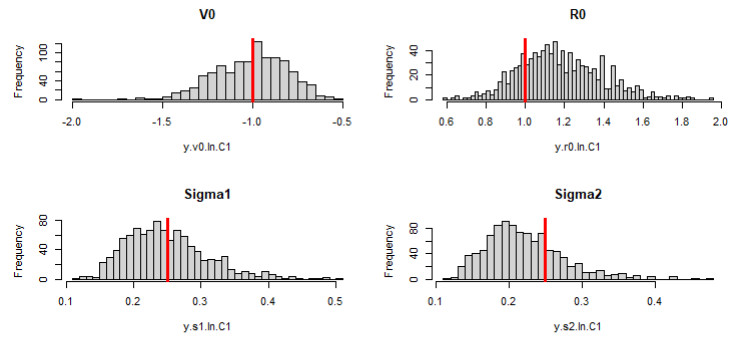 V0
Frequency
0 40 100
-2.0 -1.5 -1.0 -0.5
y.v0.ln.C1
R0
Frequency
0 20 40
0.6 0.8 1.0 1.2 1.4 1.6 1.8 2.0
y.r0.ln.C1
Sigma1
Frequency
0 40 80
0.1 0.2 0.3 0.4 0.5
y.s1.ln.C1
Sigma2
Frequency
0 40 80
0.1 0.2 0.3 0.4
y.s2.ln.C1